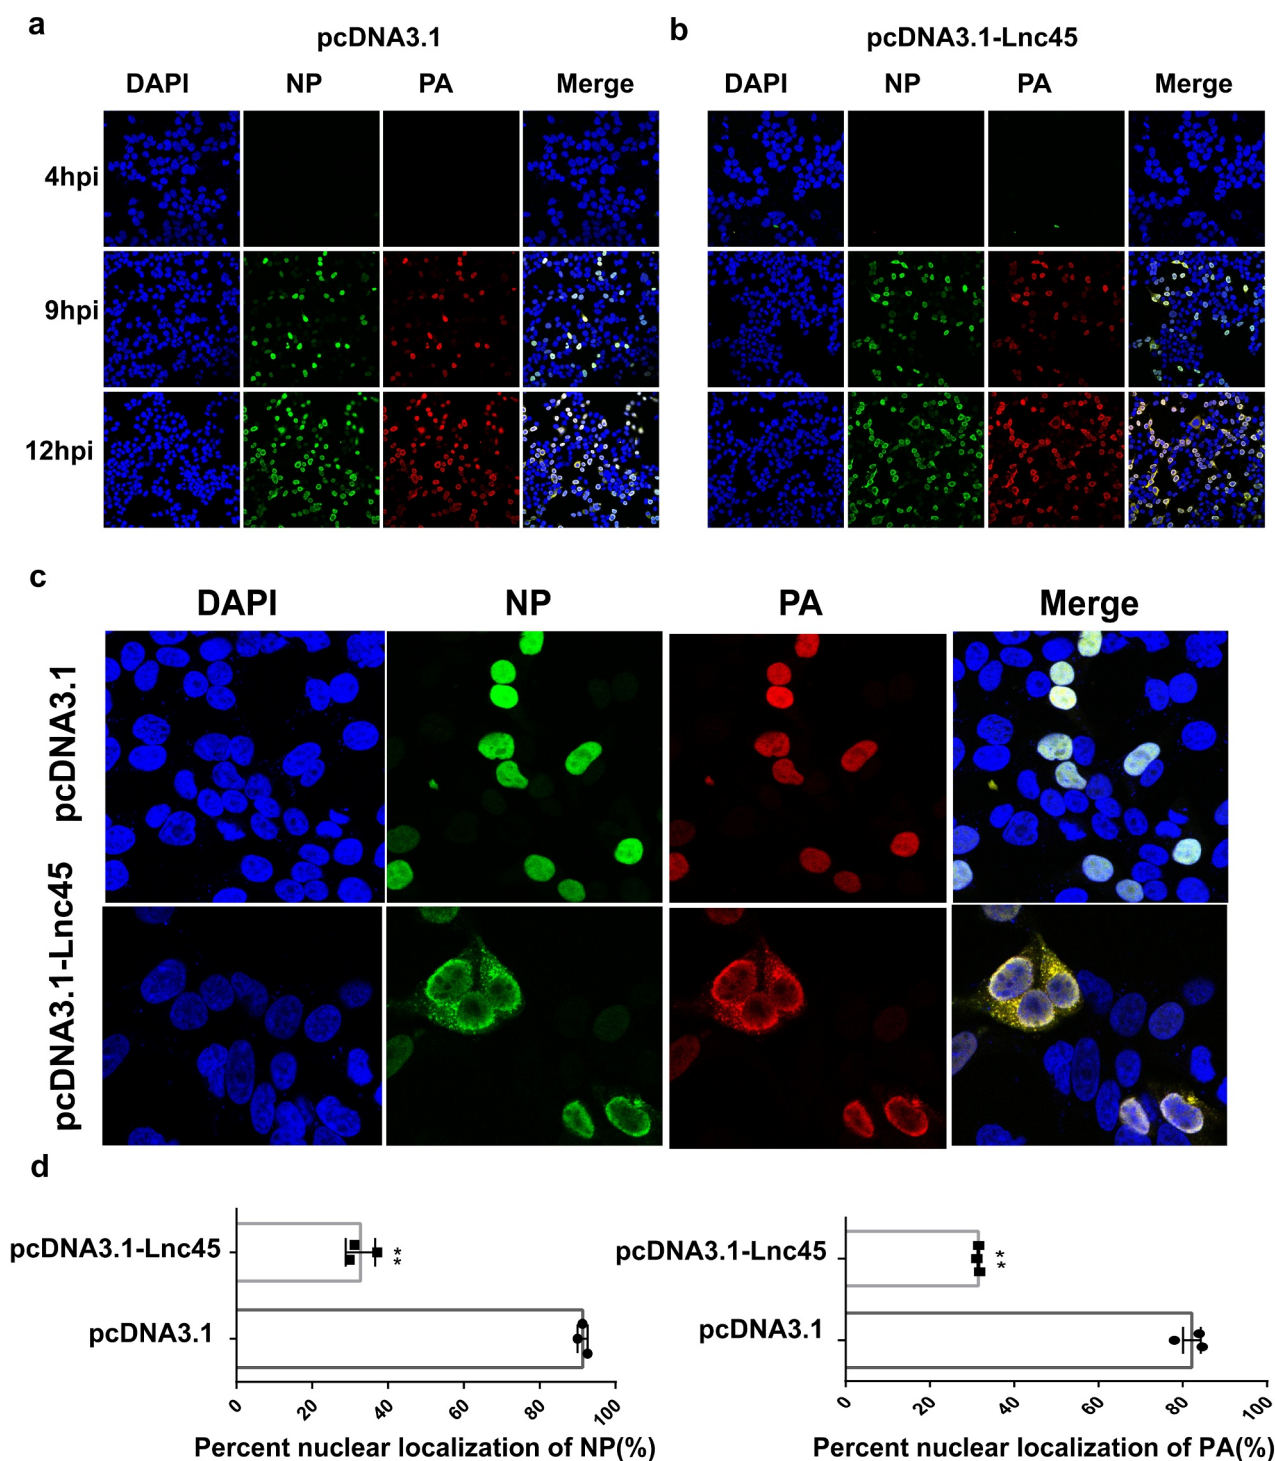 a
pcDNA3.1
DAPI NP PA Merge
4hpi
9hpi
12hpi
b
pcDNA3.1-Lnc45
DAPI NP PA Merge
c
DAPI NP PA Merge
pcDNA3.1
pcDNA3.1-Lnc45
d
pcDNA3.1-Lnc45
**
pcDNA3.1
0 20 40 60 80 100
Percent nuclear localization of NP(%)
pcDNA3.1-Lnc45
**
pcDNA3.1
0 20 40 60 80 100
Percent nuclear localization of PA(%)